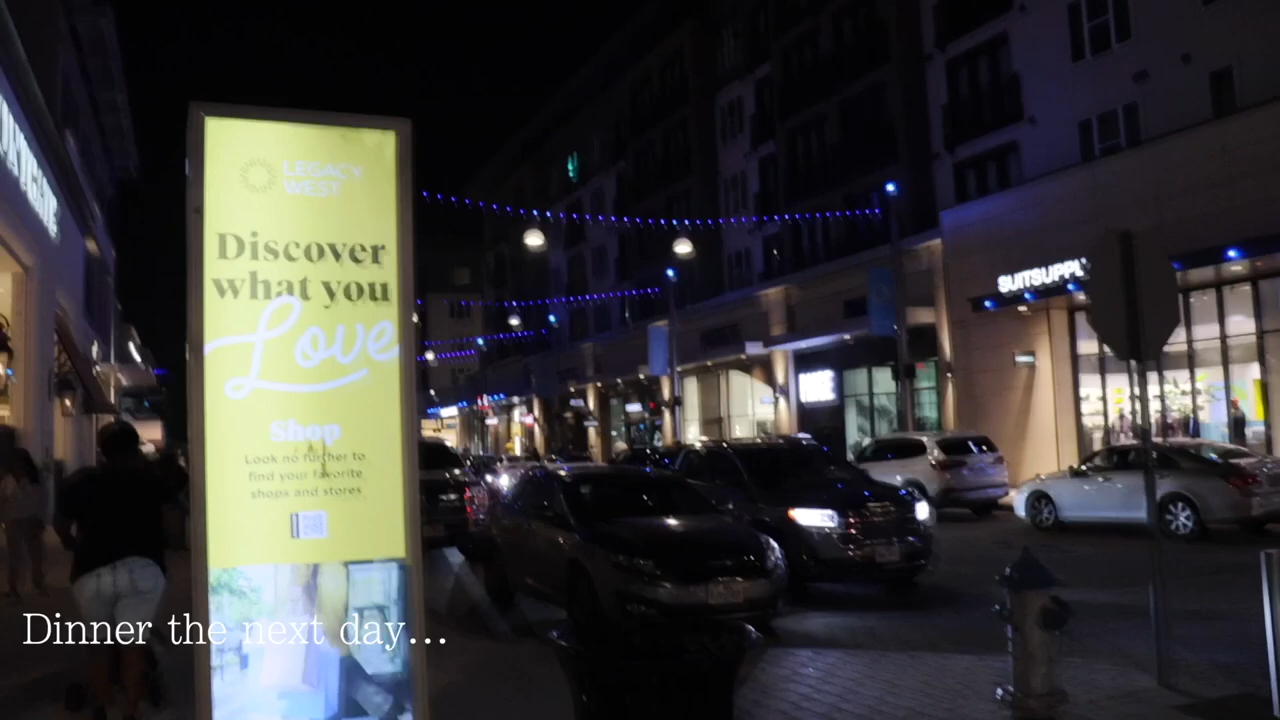 LEGACY
WEST
Discover
what you
Love
Shop
Look no further to
find your favorite
shops and stores
SUITSUPPLY
Dinner the next day...